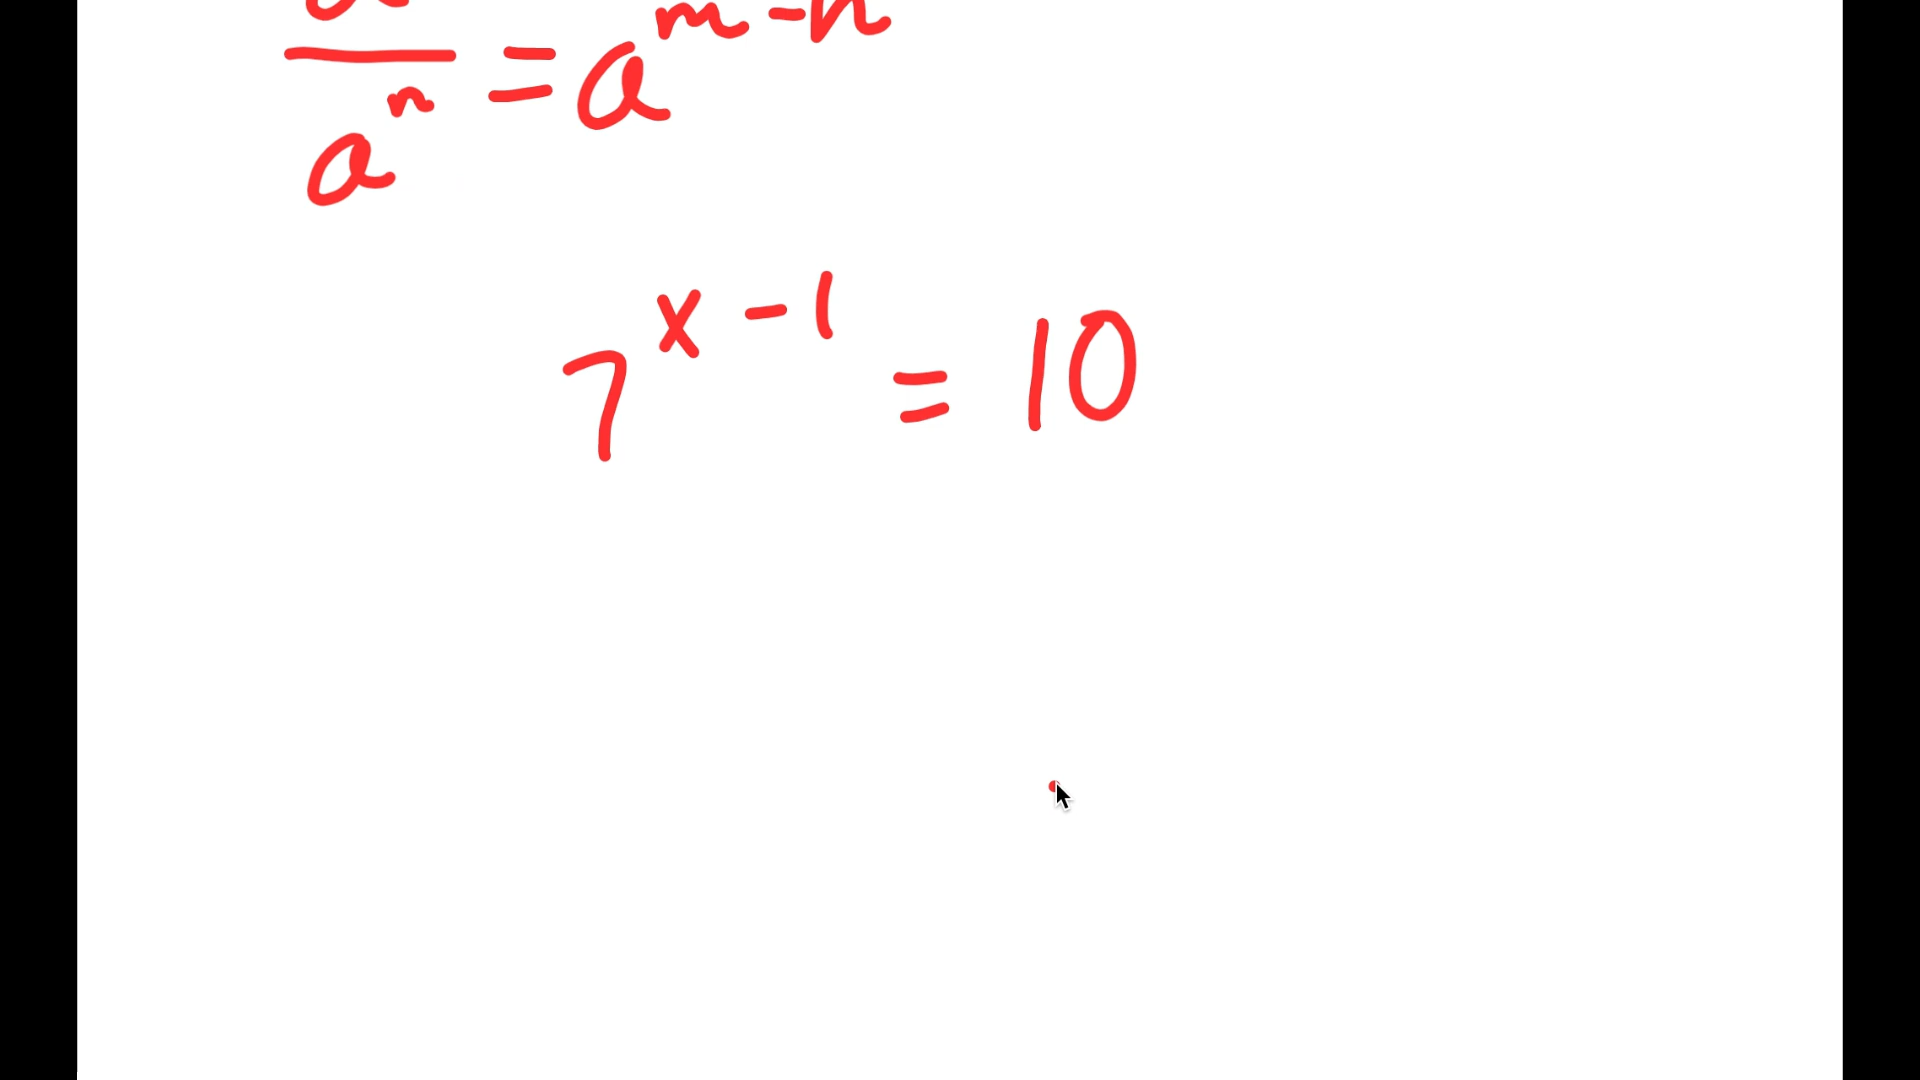 a
— = a^{m-n}
a^n
7^{x-1} = 10